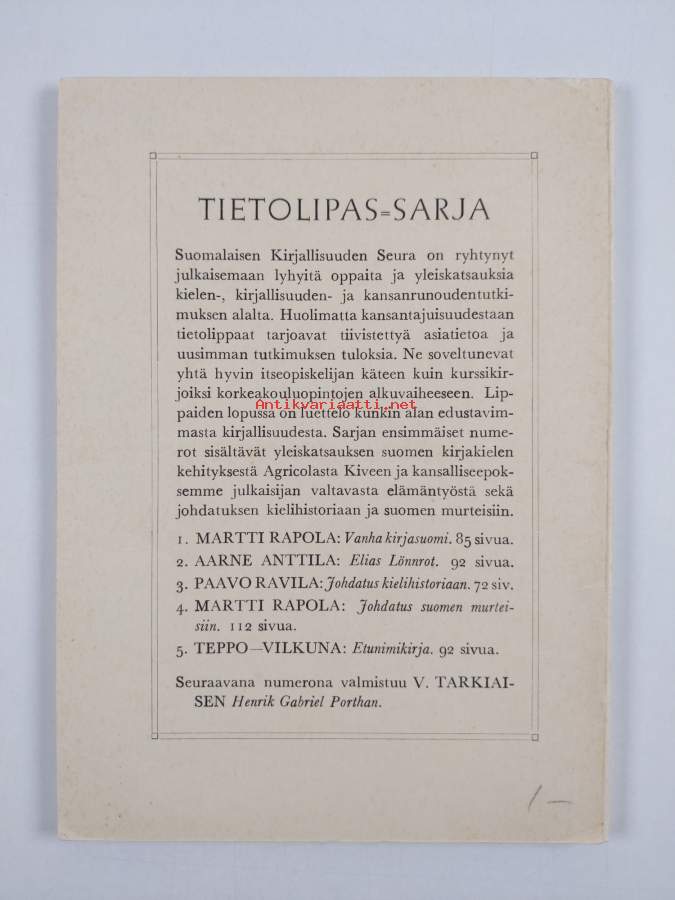 TIETOLIPAS=SARJA
Suomalaisen Kirjallisuuden Seura on ryhtynyt
julkaisemaan lyhyitä oppaita ja yleiskatsauksia
kielen-, kirjallisuuden- ja kansanrunoudentutki-
muksen alalta. Huolimatta kansantajuisuudestaan
tietolippaat tarjoavat tiivistettyä asiatietoa ja
uusimman tutkimuksen tuloksia. Ne soveltunevat
yhtä hyvin itseopiskelijan käteen kuin kurssikir-
joiksi korkeakouluopintojen alkuvaiheeseen. Lip-
Antikvariaatti.net
paiden lopussa on luettelo kunkin alan edustavim-
masta kirjallisuudesta. Sarjan ensimmäiset nume-
rot sisältävät yleiskatsauksen suomen kirjakielen
kehityksestä Agricolasta Kiveen ja kansalliseepok-
semme julkaisijan valtavasta elämäntyöstä sekä
johdatuksen kielihistoriaan ja suomen murteisiin.
1. MARTTI RAPOLA: Vanha kirjasuomi. 85 sivua.
2. AARNE ANTTILA: Elias Lönnrot. 92 sivua.
3. PAAVO RAVILA: Johdatus kielihistoriaan. 72 siv.
4. MARTTI RAPOLA: Johdatus suomen murtei-
siin. 112 sivua.
5. TEPPO—VILKUNA: Etunimikirja. 92 sivua.
Seuraavana numerona valmistuu V. TARKIAI-
SEN Henrik Gabriel Porthan.
1 —